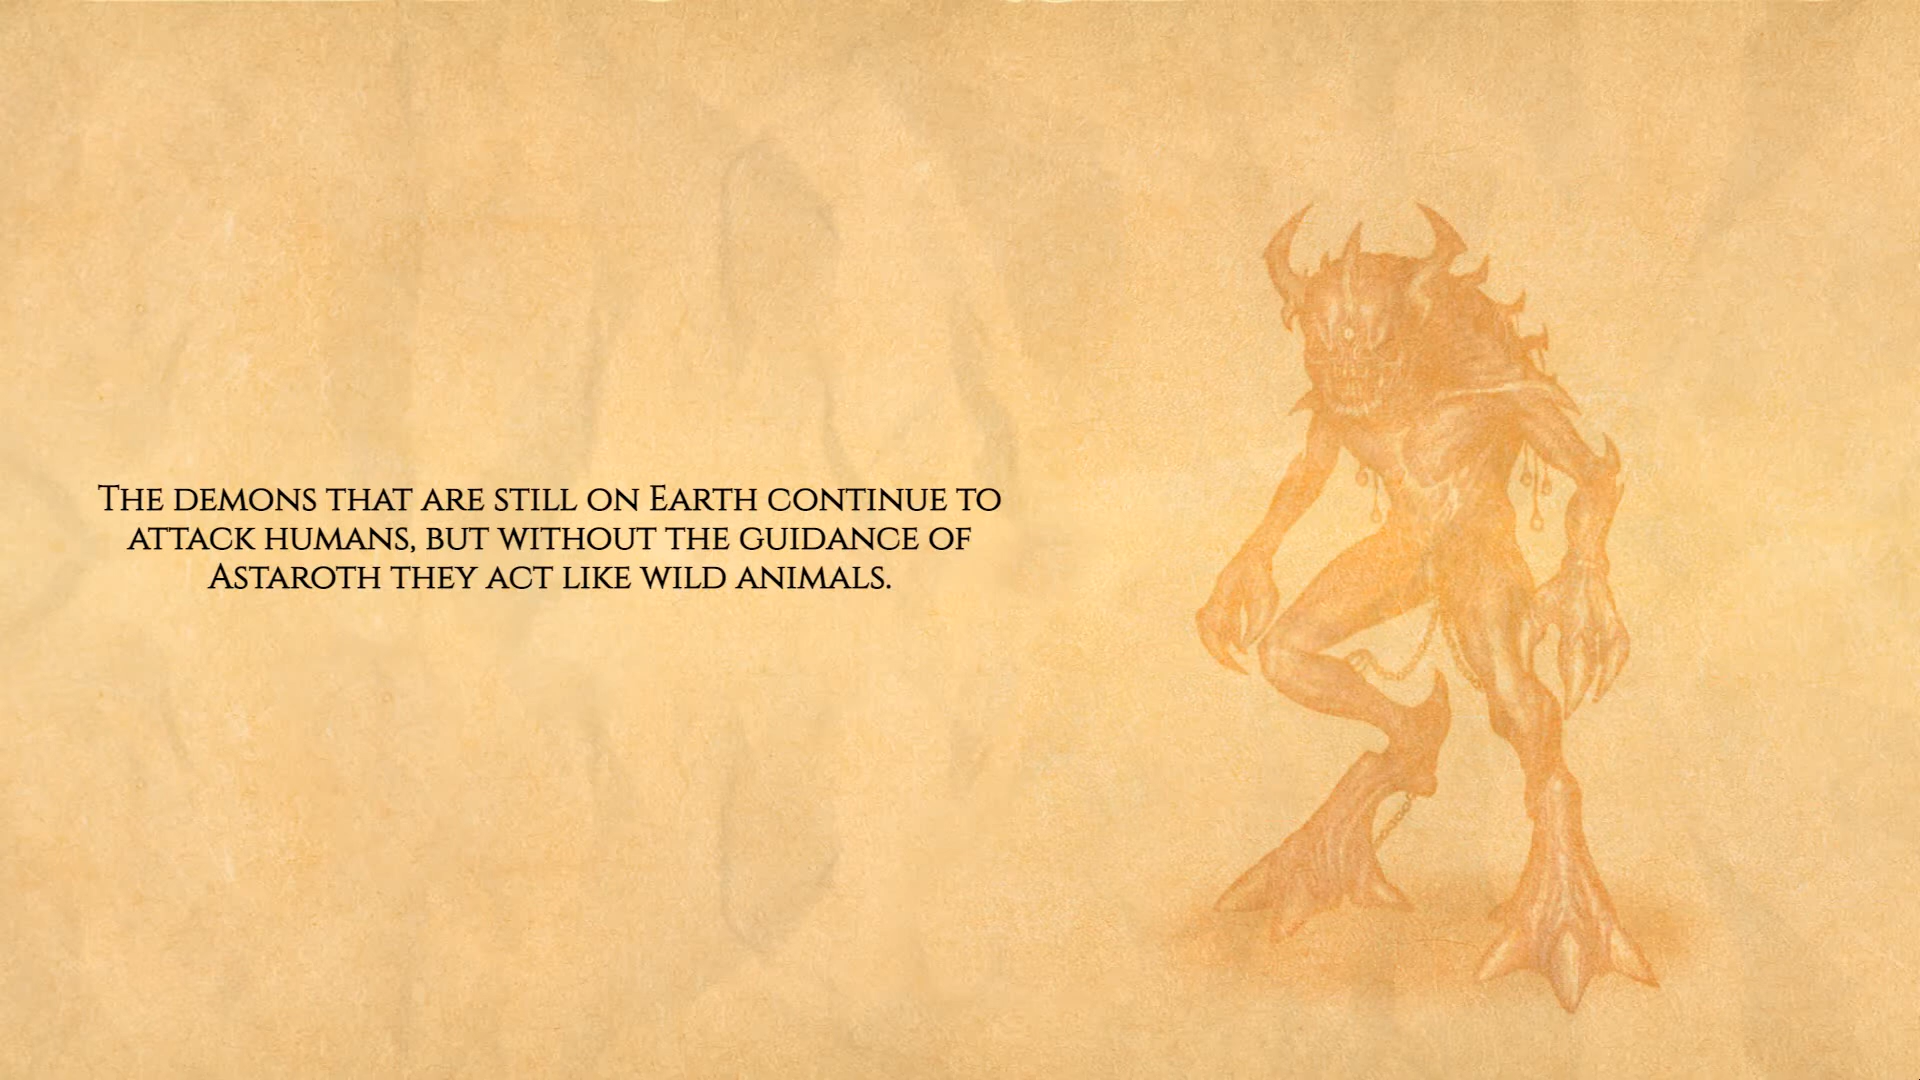 The demons that are still on Earth continue to
attack humans, but without the guidance of
Astaroth they act like wild animals.